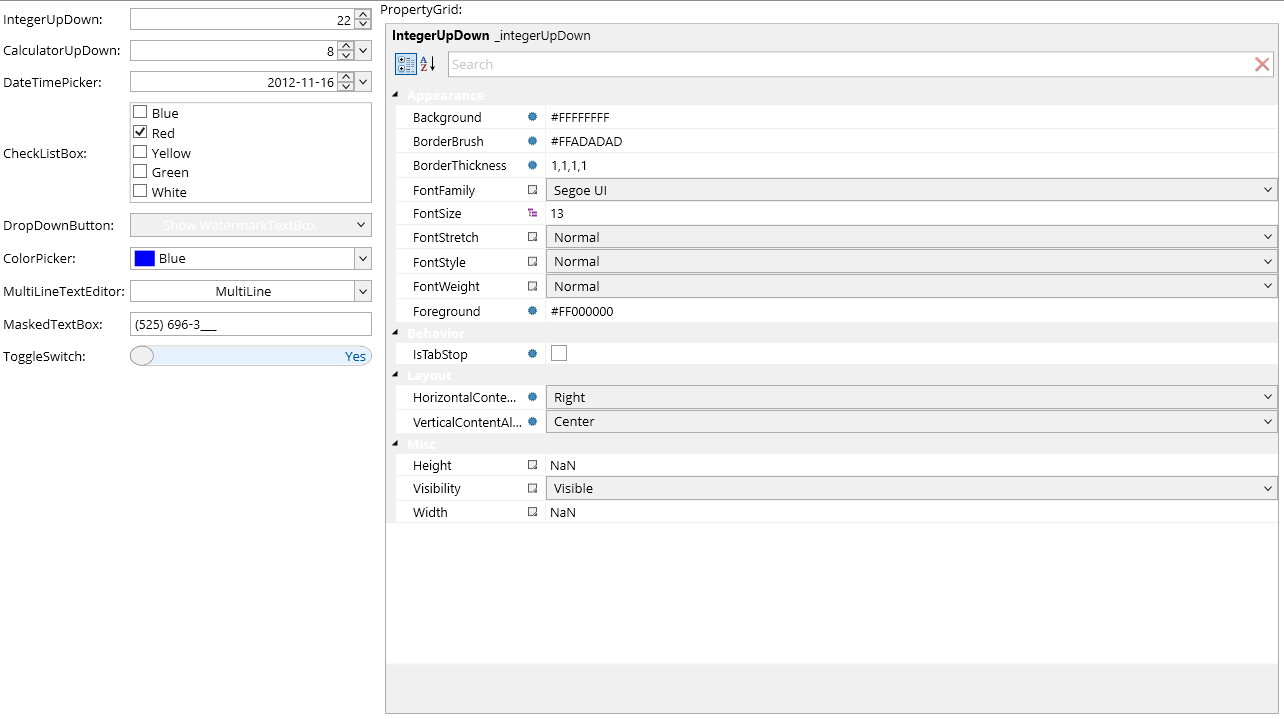 IntegerUpDown:
22
CalculatorUpDown:
8
DateTimePicker:
2012-11-16
CheckListBox:
Blue
Red
Yellow
Green
White
DropDownButton:
Show WatermarkTextBox
ColorPicker:
Blue
MultiLineTextEditor:
MultiLine
MaskedTextBox:
(525) 696-3___
ToggleSwitch:
Yes
PropertyGrid:
IntegerUpDown _integerUpDown
A
Z
Search
Appearance
Background #FFFFFFFF
BorderBrush #FFADADAD
BorderThickness 1,1,1,1
FontFamily Segoe UI
FontSize 13
FontStretch Normal
FontStyle Normal
FontWeight Normal
Foreground #FF000000
Behavior
IsTabStop
Layout
HorizontalConte... Right
VerticalContentAl... Center
Misc
Height NaN
Visibility Visible
Width NaN